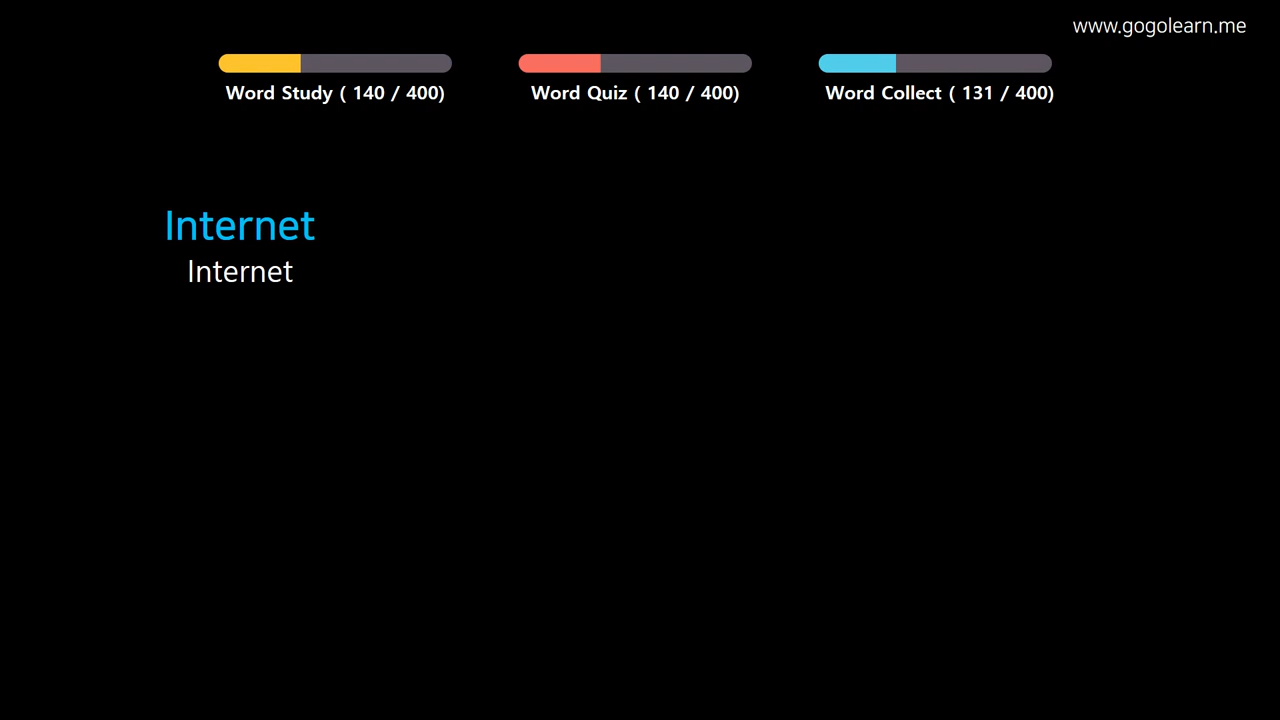 www.gogolearn.me
Word Study ( 140 / 400)
Word Quiz ( 140 / 400)
Word Collect ( 131 / 400)
Internet
Internet